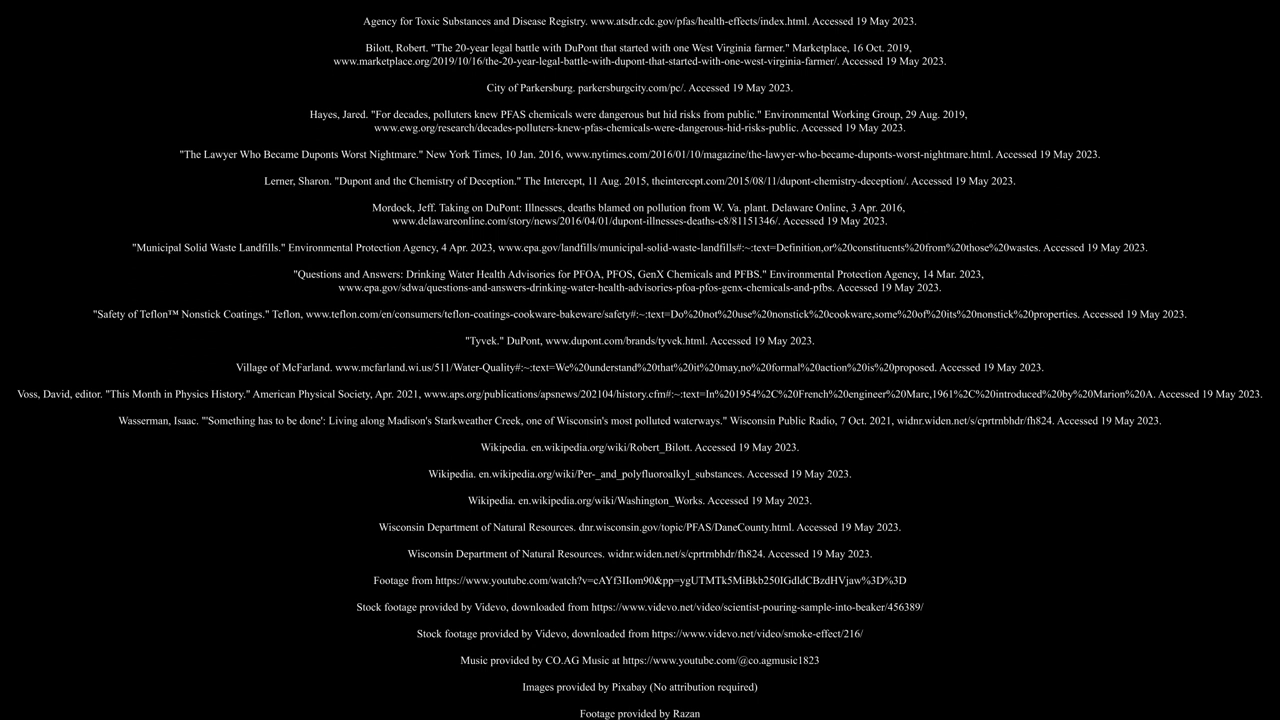 Agency for Toxic Substances and Disease Registry. www.atsdr.cdc.gov/pfas/health-effects/index.html. Accessed 19 May 2023.
Bilott, Robert. "The 20-year legal battle with DuPont that started with one West Virginia farmer." Marketplace, 16 Oct. 2019,
www.marketplace.org/2019/10/16/the-20-year-legal-battle-with-dupont-that-started-with-one-west-virginia-farmer/. Accessed 19 May 2023.
City of Parkersburg. parkersburgcity.com/pc/. Accessed 19 May 2023.
Hayes, Jared. "For decades, polluters knew PFAS chemicals were dangerous but hid risks from public." Environmental Working Group, 29 Aug. 2019,
www.ewg.org/research/decades-polluters-knew-pfas-chemicals-were-dangerous-hid-risks-public. Accessed 19 May 2023.
"The Lawyer Who Became Duponts Worst Nightmare." New York Times, 10 Jan. 2016, www.nytimes.com/2016/01/10/magazine/the-lawyer-who-became-duponts-worst-nightmare.html. Accessed 19 May 2023.
Lerner, Sharon. "Dupont and the Chemistry of Deception." The Intercept, 11 Aug. 2015, theintercept.com/2015/08/11/dupont-chemistry-deception/. Accessed 19 May 2023.
Mordock, Jeff. Taking on DuPont: Illnesses, deaths blamed on pollution from W. Va. plant. Delaware Online, 3 Apr. 2016,
www.delawareonline.com/story/news/2016/04/01/dupont-illnesses-deaths-c8/81151346/. Accessed 19 May 2023.
"Municipal Solid Waste Landfills." Environmental Protection Agency, 4 Apr. 2023, www.epa.gov/landfills/municipal-solid-waste-landfills#:~:text=Definition,or%20constituents%20from%20those%20wastes. Accessed 19 May 2023.
"Questions and Answers: Drinking Water Health Advisories for PFOA, PFOS, GenX Chemicals and PFBS." Environmental Protection Agency, 14 Mar. 2023,
www.epa.gov/sdwa/questions-and-answers-drinking-water-health-advisories-pfoa-pfos-genx-chemicals-and-pfbs. Accessed 19 May 2023.
"Safety of Teflon™ Nonstick Coatings." Teflon, www.teflon.com/en/consumers/teflon-coatings-cookware-bakeware/safety#:~:text=Do%20not%20use%20nonstick%20cookware,some%20of%20its%20nonstick%20properties. Accessed 19 May 2023.
"Tyvek." DuPont, www.dupont.com/brands/tyvek.html. Accessed 19 May 2023.
Village of McFarland. www.mcfarland.wi.us/511/Water-Quality#:~:text=We%20understand%20that%20it%20may,no%20formal%20action%20is%20proposed. Accessed 19 May 2023.
Voss, David, editor. "This Month in Physics History." American Physical Society, Apr. 2021, www.aps.org/publications/apsnews/202104/history.cfm#:~:text=In%201954%2C%20French%20engineer%20Marc,1961%2C%20introduced%20by%20Marion%20A. Accessed 19 May 2023.
Wasserman, Isaac. "'Something has to be done': Living along Madison's Starkweather Creek, one of Wisconsin's most polluted waterways." Wisconsin Public Radio, 7 Oct. 2021, widnr.widen.net/s/cprtrnbhdr/fh824. Accessed 19 May 2023.
Wikipedia. en.wikipedia.org/wiki/Robert_Bilott. Accessed 19 May 2023.
Wikipedia. en.wikipedia.org/wiki/Per-_and_polyfluoroalkyl_substances. Accessed 19 May 2023.
Wikipedia. en.wikipedia.org/wiki/Washington_Works. Accessed 19 May 2023.
Wisconsin Department of Natural Resources. dnr.wisconsin.gov/topic/PFAS/DaneCounty.html. Accessed 19 May 2023.
Wisconsin Department of Natural Resources. widnr.widen.net/s/cprtrnbhdr/fh824. Accessed 19 May 2023.
Footage from https://www.youtube.com/watch?v=cAYf3IIom90&pp=ygUTMTk5MiBkb250IGdldCBzdHVjaw%3D%3D
Stock footage provided by Videvo, downloaded from https://www.videvo.net/video/scientist-pouring-sample-into-beaker/456389/
Stock footage provided by Videvo, downloaded from https://www.videvo.net/video/smoke-effect/216/
Music provided by CO.AG Music at https://www.youtube.com/@co.agmusic1823
Images provided by Pixabay (No attribution required)
Footage provided by Razan